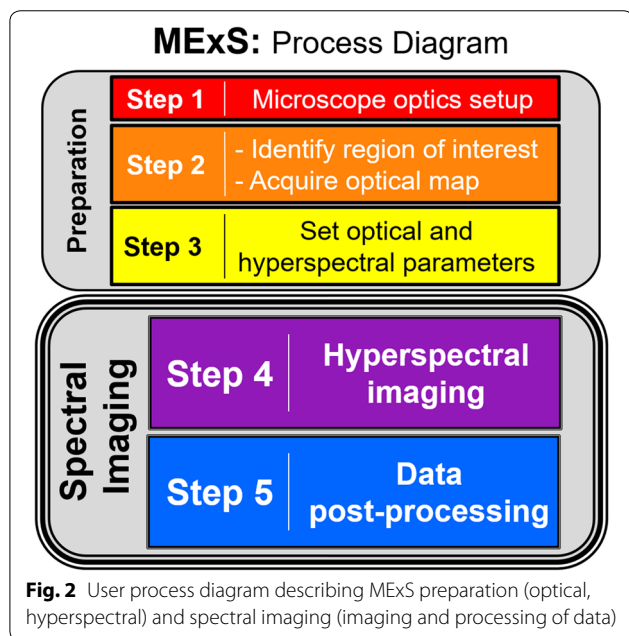 MExS: Process Diagram
Preparation
Step 1 Microscope optics setup
Step 2 - Identify region of interest
- Acquire optical map
Step 3 Set optical and
hyperspectral parameters
Spectral
Imaging
Step 4 Hyperspectral
imaging
Step 5 Data
post-processing
Fig. 2 User process diagram describing MExS preparation (optical,
hyperspectral) and spectral imaging (imaging and processing of data)